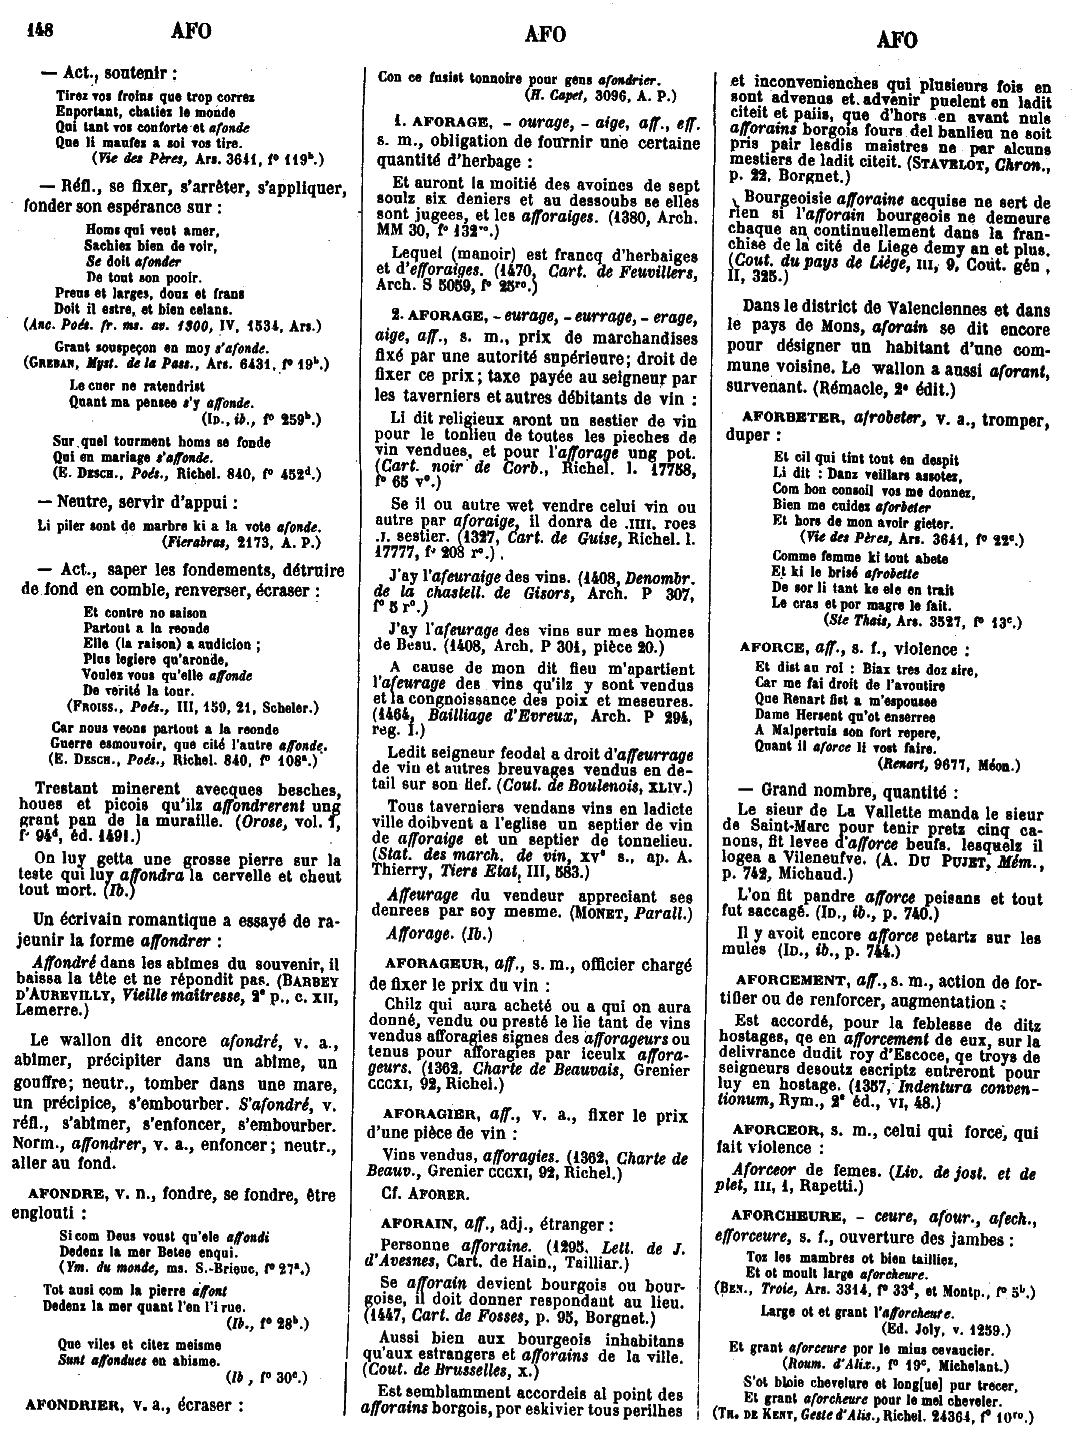 148 AFO AFO AFO
— Act., soutenir :
Tirez vos froins que trop correz
Enportant, chatiez le monde
Qui tant vos conforte et afonde
Que li maufez a soi vos tire.
(Vie des Pères, Ars. 3641, f° 119ᵇ.)
— Réfl., se fixer, s'arrêter, s'appliquer,
fonder son espérance sur :
Homs qui veut amer,
Sachiez bien de voir,
Se doit afonder
De tout son pooir.
Preus et larges, douz et frans
Doit il estre, et bien celans.
(Anc. Poés. fr. ms. av. 1300, IV, 1534, Ars.)
Grant souspeçon en moy s'afonde.
(GREBAN, Myst. de la Pass., Ars. 6431, f° 19ᵇ.)
Le cuer ne ratendrist
Quant ma pensee s'y affonde.
(ID., ib., f° 259ᵇ.)
Sur quel tourment homs se fonde
Qui en mariage s'affonde.
(E. DESCH., Poés., Richel. 840, f° 452ᵈ.)
— Neutre, servir d'appui :
Li piler sont de marbre ki a la vote afonde.
(Fierabras, 2173, A. P.)
— Act., saper les fondements, détruire
de fond en comble, renverser, écraser :
Et contre no saison
Partout a la reonde
Elle (la raison) a audicion ;
Plus legiere qu'aronde,
Voulez vous qu'elle affonde
De verité la tour.
(FROISS., Poés., III, 159, 21, Scheler.)
Car nous veons partout a la reonde
Guerre esmouvoir, que cité l'autre affonde.
(E. DESCH., Poés., Richel. 840, f° 108ᵃ.)
Trestant minerent avecques besches,
houes et picois qu'ilz affondrerent ung
grant pan de la muraille. (Orose, vol. I,
f° 94ᵈ, éd. 1491.)
On luy getta une grosse pierre sur la
teste qui luy affondra la cervelle et cheut
tout mort. (Ib.)
Un écrivain romantique a essayé de ra-
jeunir la forme affondrer :
Affondré dans les abîmes du souvenir, il
baissa la tête et ne répondit pas. (BARBEY
D'AUREVILLY, Vieille maîtresse, 2ᵉ p., c. XII,
Lemerre.)
Le wallon dit encore afondré, v. a.,
abîmer, précipiter dans un abîme, un
gouffre; neutr., tomber dans une mare,
un précipice, s'embourber. S'afondré, v.
réfl., s'abîmer, s'enfoncer, s'embourber.
Norm., affondrer, v. a., enfoncer; neutr.,
aller au fond.
AFONDRE, v. n., fondre, se fondre, être
englouti :
Si com Deus voust qu'ele affondi
Dedenz la mer Betee enqui.
(Ym. du monde, ms. S.-Brieuc, f° 27ᵃ.)
Tot ausi com la pierre affont
Dedenz la mer quant l'en l'i rue.
(Ib., f° 28ᵇ.)
Que viles et citez meisme
Sunt affondues en abisme.
(Ib, f° 30ᵉ.)
AFONDRIER, v. a., écraser :
Con ce fusist tonnoire pour gens afondrier.
(H. Capet, 3096, A. P.)
1. AFORAGE, - ourage, - aige, aff., eff.
s. m., obligation de fournir une certaine
quantité d'herbage :
Et auront la moitié des avoines de sept
soulz six deniers et au dessoubs se elles
sont jugees, et les afforaiges. (1380, Arch.
MM 30, f° 132ʳᵒ.)
Lequel (manoir) est francq d'herbaiges
et d'efforaiges. (1470, Cart. de Feuvillers,
Arch. S 5059, f° 25ʳᵒ.)
2. AFORAGE, - eurage, - eurrage, - erage,
aige, aff., s. m., prix de marchandises
fixé par une autorité supérieure; droit de
fixer ce prix; taxe payée au seigneur par
les taverniers et autres débitants de vin :
Li dit religieux aront un sestier de vin
pour le tonlieu de toutes les pieches de
vin vendues, et pour l'afforage ung pot.
(Cart. noir de Corb., Richel. l. 17758,
f° 65 v°.)
Se il ou autre wet vendre celui vin ou
autre par aforaige, il donra de .IIII. roes
.I. sestier. (1327, Cart. de Guise, Richel. l.
17777, f° 208 r°.)
J'ay l'afeuraige des vins. (1408, Denombr.
de la chastell. de Gisors, Arch. P 307,
f° 5 r°.)
J'ay l'afeurage des vins sur mes homes
de Besu. (1408, Arch. P 301, pièce 20.)
A cause de mon dit fieu m'apartient
l'afeurage des vins qu'ilz y sont vendus
et la congnoissance des poix et meseures.
(1464, Bailliage d'Evreux, Arch. P 294,
reg. I.)
Ledit seigneur feodal a droit d'affeurrage
de vin et autres breuvages vendus en de-
tail sur son fief. (Cout. de Boulenois, XLIV.)
Tous taverniers vendans vins en ladicte
ville doibvent a l'eglise un septier de vin
de afforaige et un septier de tonnelieu.
(Stat. des march. de vin, XVᵉ s., ap. A.
Thierry, Tiers Etat, III, 583.)
Affeurage du vendeur appreciant ses
denrees par soy mesme. (MONET, Parall.)
Afforage. (Ib.)
AFORAGEUR, aff., s. m., officier chargé
de fixer le prix du vin :
Chilz qui aura acheté ou a qui on aura
donné, vendu ou presté le lie tant de vins
vendus afforagies signes des afforageurs ou
tenus pour afforagies par iceulx affora-
geurs. (1362, Charte de Beauvais, Grenier
CCCXI, 92, Richel.)
AFORAGIER, aff., v. a., fixer le prix
d'une pièce de vin :
Vins vendus, afforagies. (1362, Charte de
Beauv., Grenier CCCXI, 92, Richel.)
Cf. AFORER.
AFORAIN, aff., adj., étranger :
Personne afforaine. (1295, Lett. de J.
d'Avesnes, Cart. de Hain., Tailliar.)
Se afforain devient bourgois ou bour-
goise, il doit donner respondant au lieu.
(1447, Cart. de Fosses, p. 95, Borgnet.)
Aussi bien aux bourgeois inhabitans
qu'aux estrangers et afforains de la ville.
(Cout. de Brusselles, X.)
Est semblamment accordeis al point des
afforains borgois, por eskivier tous perilhes
et inconvenienches qui plusieurs fois en
sont advenus et advenir puelent en ladit
citeit et paiis, que d'hors en avant nuls
afforains borgois fours del banlieu ne soit
pris pair lesdis maistres ne par alcuns
mestiers de ladit citeit. (STAVELOT, Chron.,
p. 22, Borgnet.)
Bourgeoisie afforaine acquise ne sert de
rien si l'afforain bourgeois ne demeure
chaque an continuellement dans la fran-
chise de la cité de Liege demy an et plus.
(Cout. du pays de Liége, III, 9, Cout. gén,
II, 325.)
Dans le district de Valenciennes et dans
le pays de Mons, aforain se dit encore
pour désigner un habitant d'une com-
mune voisine. Le wallon a aussi aforant,
survenant. (Rémacle, 2ᵉ édit.)
AFORBETER, afrobeter, v. a., tromper,
duper :
Et cil qui tint tout en despit
Li dit : Danz veillars assotez,
Com bon consoil vos me donnez,
Bien me cuidez aforbeter
Et hors de mon avoir gieter.
(Vie des Pères, Ars. 3641, f° 22ᵉ.)
Comme femme ki tout abete
Et ki le brisé afrobette
De sor li tant ke ele en trait
Le cras et por magre le fait.
(Ste Thais, Ars. 3527, f° 13ᶜ.)
AFORCE, aff., s. f., violence :
Et dist au roi : Biax tres doz sire,
Car me fai droit de l'avoutire
Que Renart fist a m'espousee
Dame Hersent qu'ot enserree
A Malpertuis son fort repere,
Quant il aforce li vost faire.
(Renart, 9677, Méon.)
— Grand nombre, quantité :
Le sieur de La Vallette manda le sieur
de Saint-Marc pour tenir pretz cinq ca-
nons, fit levee d'afforce beufs, lesquelz il
logea a Vileneufve. (A. DU PUJET, Mém.,
p. 742, Michaud.)
L'on fit pandre afforce peisans et tout
fut saccagé. (ID., ib., p. 740.)
Il y avoit encore afforce petartz sur les
mules (ID., ib., p. 744.)
AFORCEMENT, aff., s. m., action de for-
tifier ou de renforcer, augmentation :
Est accordé, pour la feblesse de ditz
hostages, qe en afforcement de eux, sur la
delivrance dudit roy d'Escoce, qe troys de
seigneurs desoutz escriptz entreront pour
luy en hostage. (1357, Indentura conven-
tionum, Rym., 2ᵉ éd., VI, 48.)
AFORCEOR, s. m., celui qui force, qui
fait violence :
Aforceor de femes. (Liv. de jost. et de
plet, III, 1, Rapetti.)
AFORCHEURE, - ceure, afour., afech.,
efforceure, s. f., ouverture des jambes :
Toz les mambres ot bien tailliez,
Et ot moult large aforcheure.
(BEN., Troie, Ars. 3314, f° 33ᵈ, et Montp., f° 5ᵇ.)
Large ot et grant l'afforcheure.
(Ed. Joly, v. 1259.)
Et grant aforceure por le mius cevaucier.
(Roum. d'Alix., f° 19ᶜ, Michelant.)
S'ot bloie chevelure et long[ue] pur trecer,
Et grant aforcheure pour le mel cheveler.
(TH. DE KENT, Geste d'Alis., Richel. 24364, f° 10ʳᵒ.)